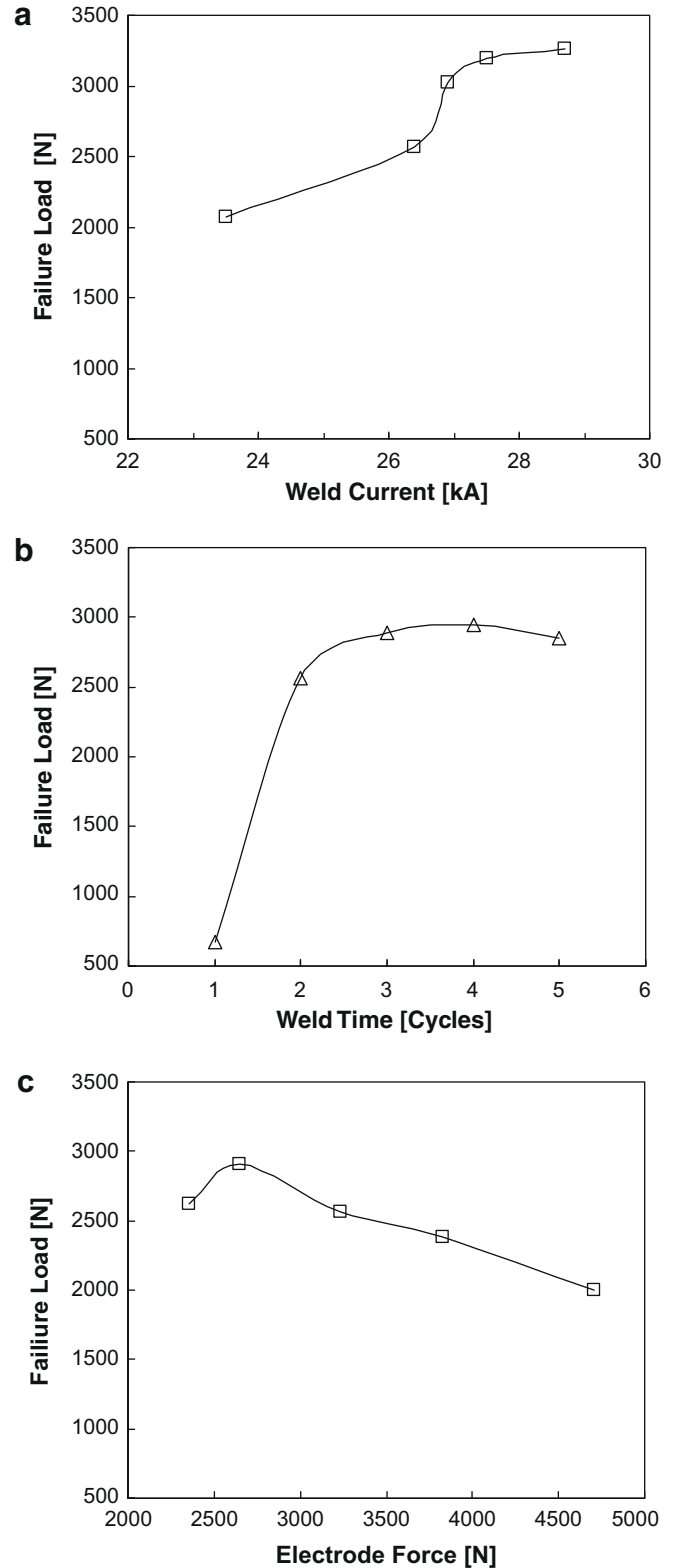 a
3500
3000
2500
2000
1500
1000
500
Failure Load [N]
22 24 26 28 30
Weld Current [kA]
b
3500
3000
2500
2000
1500
1000
500
Failure Load [N]
0 1 2 3 4 5 6
Weld Time [Cycles]
c
3500
3000
2500
2000
1500
1000
500
Failiure Load [N]
2000 2500 3000 3500 4000 4500 5000
Electrode Force [N]